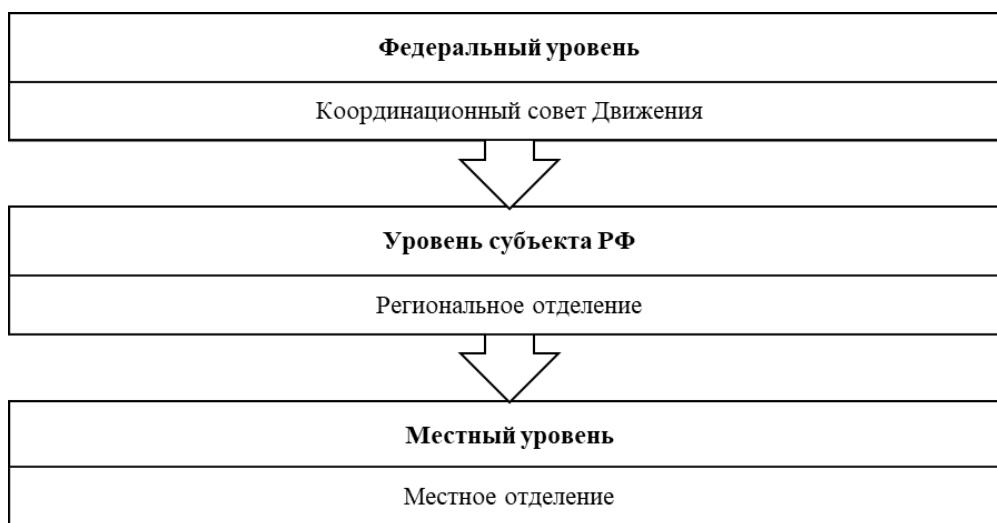 Федеральный уровень
Координационный совет Движения
Уровень субъекта РФ
Региональное отделение
Местный уровень
Местное отделение